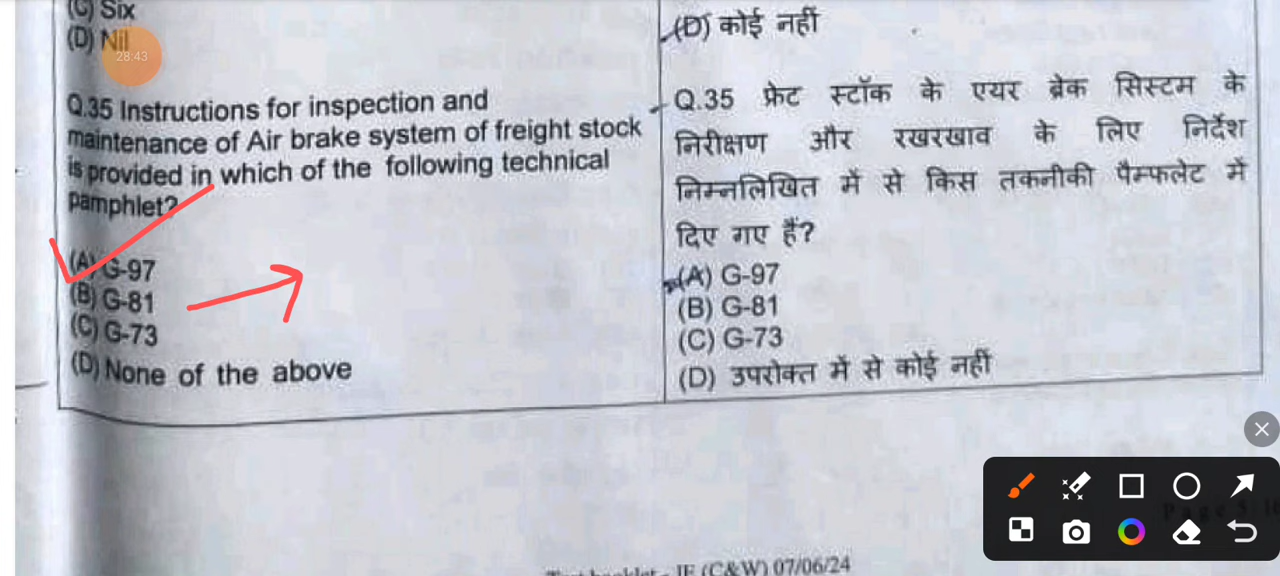 (C) Six
(D) Nil
28:43
Q.35 Instructions for inspection and
maintenance of Air brake system of freight stock
is provided in which of the following technical
pamphlet?
(A) G-97
(B) G-81
(C) G-73
(D) None of the above
(D) कोई नहीं
Q.35 फ्रेट स्टॉक के एयर ब्रेक सिस्टम के
निरीक्षण और रखरखाव के लिए निर्देश
निम्नलिखित में से किस तकनीकी पैम्फलेट में
दिए गए हैं?
(A) G-97
(B) G-81
(C) G-73
(D) उपरोक्त में से कोई नहीं
JE (C&W) 07/06/24